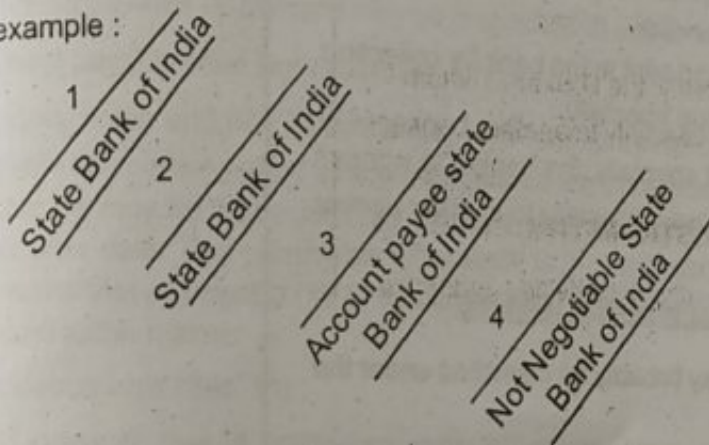 example :
1
State Bank of India
2
State Bank of India
3
Account payee state
Bank of India
4
Not Negotiable State
Bank of India